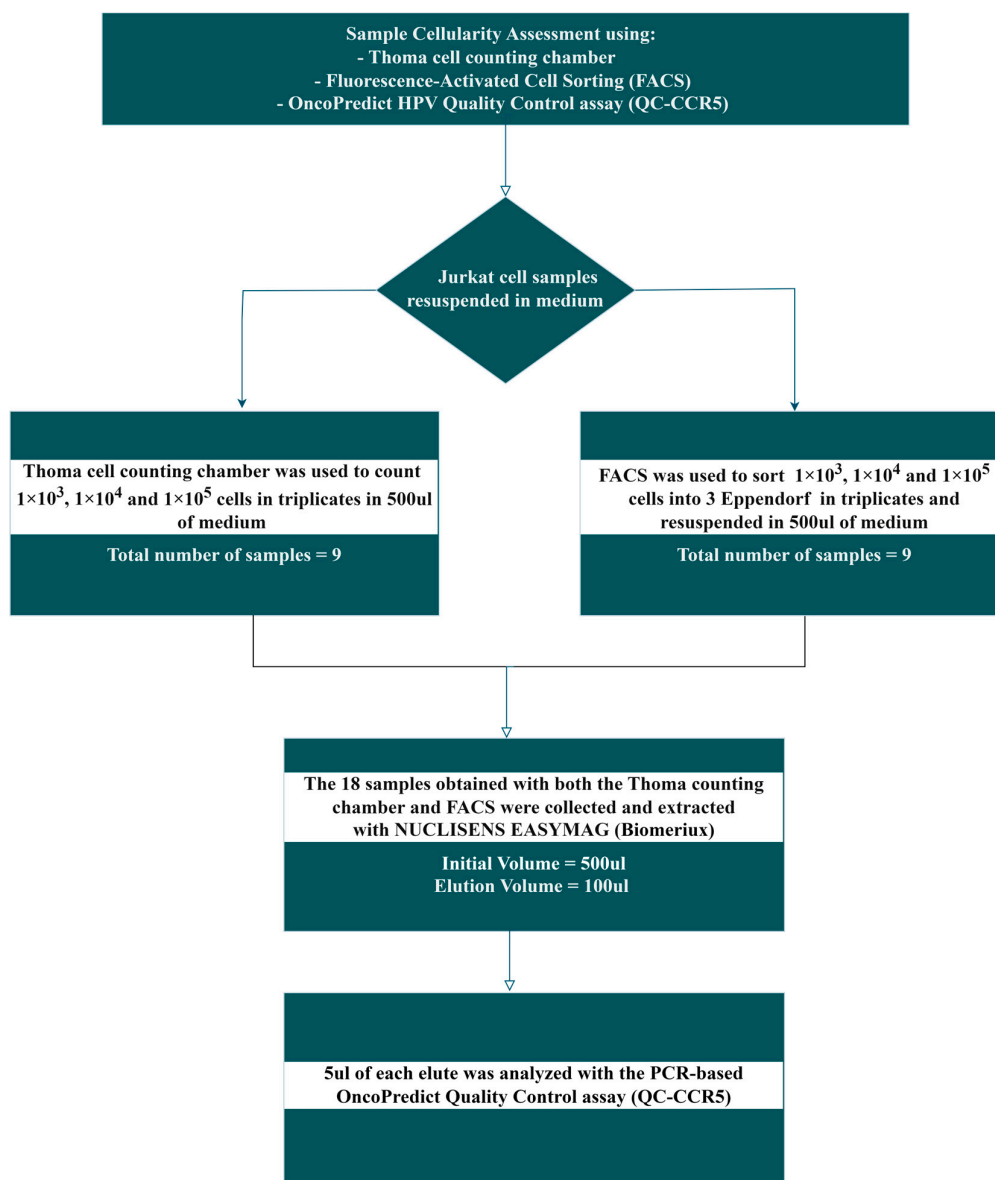 Sample Cellularity Assessment using:
- Thoma cell counting chamber
- Fluorescence-Activated Cell Sorting (FACS)
- OncoPredict HPV Quality Control assay (QC-CCR5)
Jurkat cell samples
resuspended in medium
Thoma cell counting chamber was used to count
1×10³, 1×10⁴ and 1×10⁵ cells in triplicates in 500ul
of medium
Total number of samples = 9
FACS was used to sort 1×10³, 1×10⁴ and 1×10⁵
cells into 3 Eppendorf in triplicates and
resuspended in 500ul of medium
Total number of samples = 9
The 18 samples obtained with both the Thoma counting
chamber and FACS were collected and extracted
with NUCLISENS EASYMAG (Biomeriux)
Initial Volume = 500ul
Elution Volume = 100ul
5ul of each elute was analyzed with the PCR-based
OncoPredict Quality Control assay (QC-CCR5)